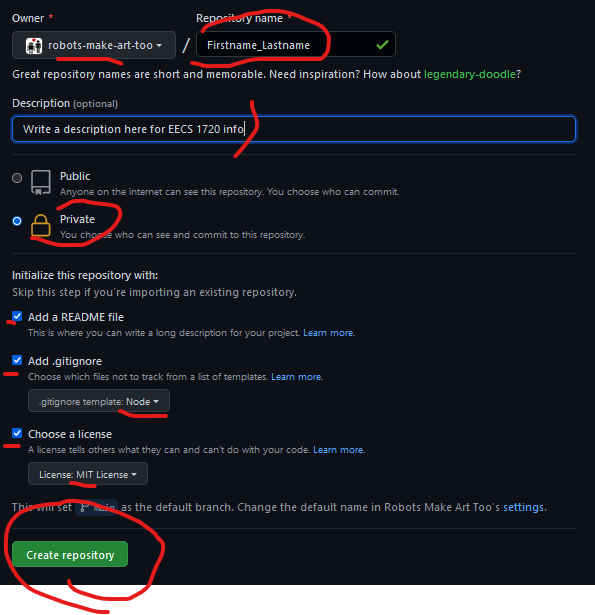 Owner * Repository name *
robots-make-art-too / Firstname_Lastname
Great repository names are short and memorable. Need inspiration? How about legendary-doodle?
Description (optional)
Write a description here for EECS 1720 info
Public
Anyone on the internet can see this repository. You choose who can commit.
Private
You choose who can see and commit to this repository.
Initialize this repository with:
Skip this step if you're importing an existing repository.
Add a README file
This is where you can write a long description for your project. Learn more.
Add .gitignore
Choose which files not to track from a list of templates. Learn more.
.gitignore template: Node
Choose a license
A license tells others what they can and can't do with your code. Learn more.
License: MIT License
This will set main as the default branch. Change the default name in Robots Make Art Too's settings.
Create repository